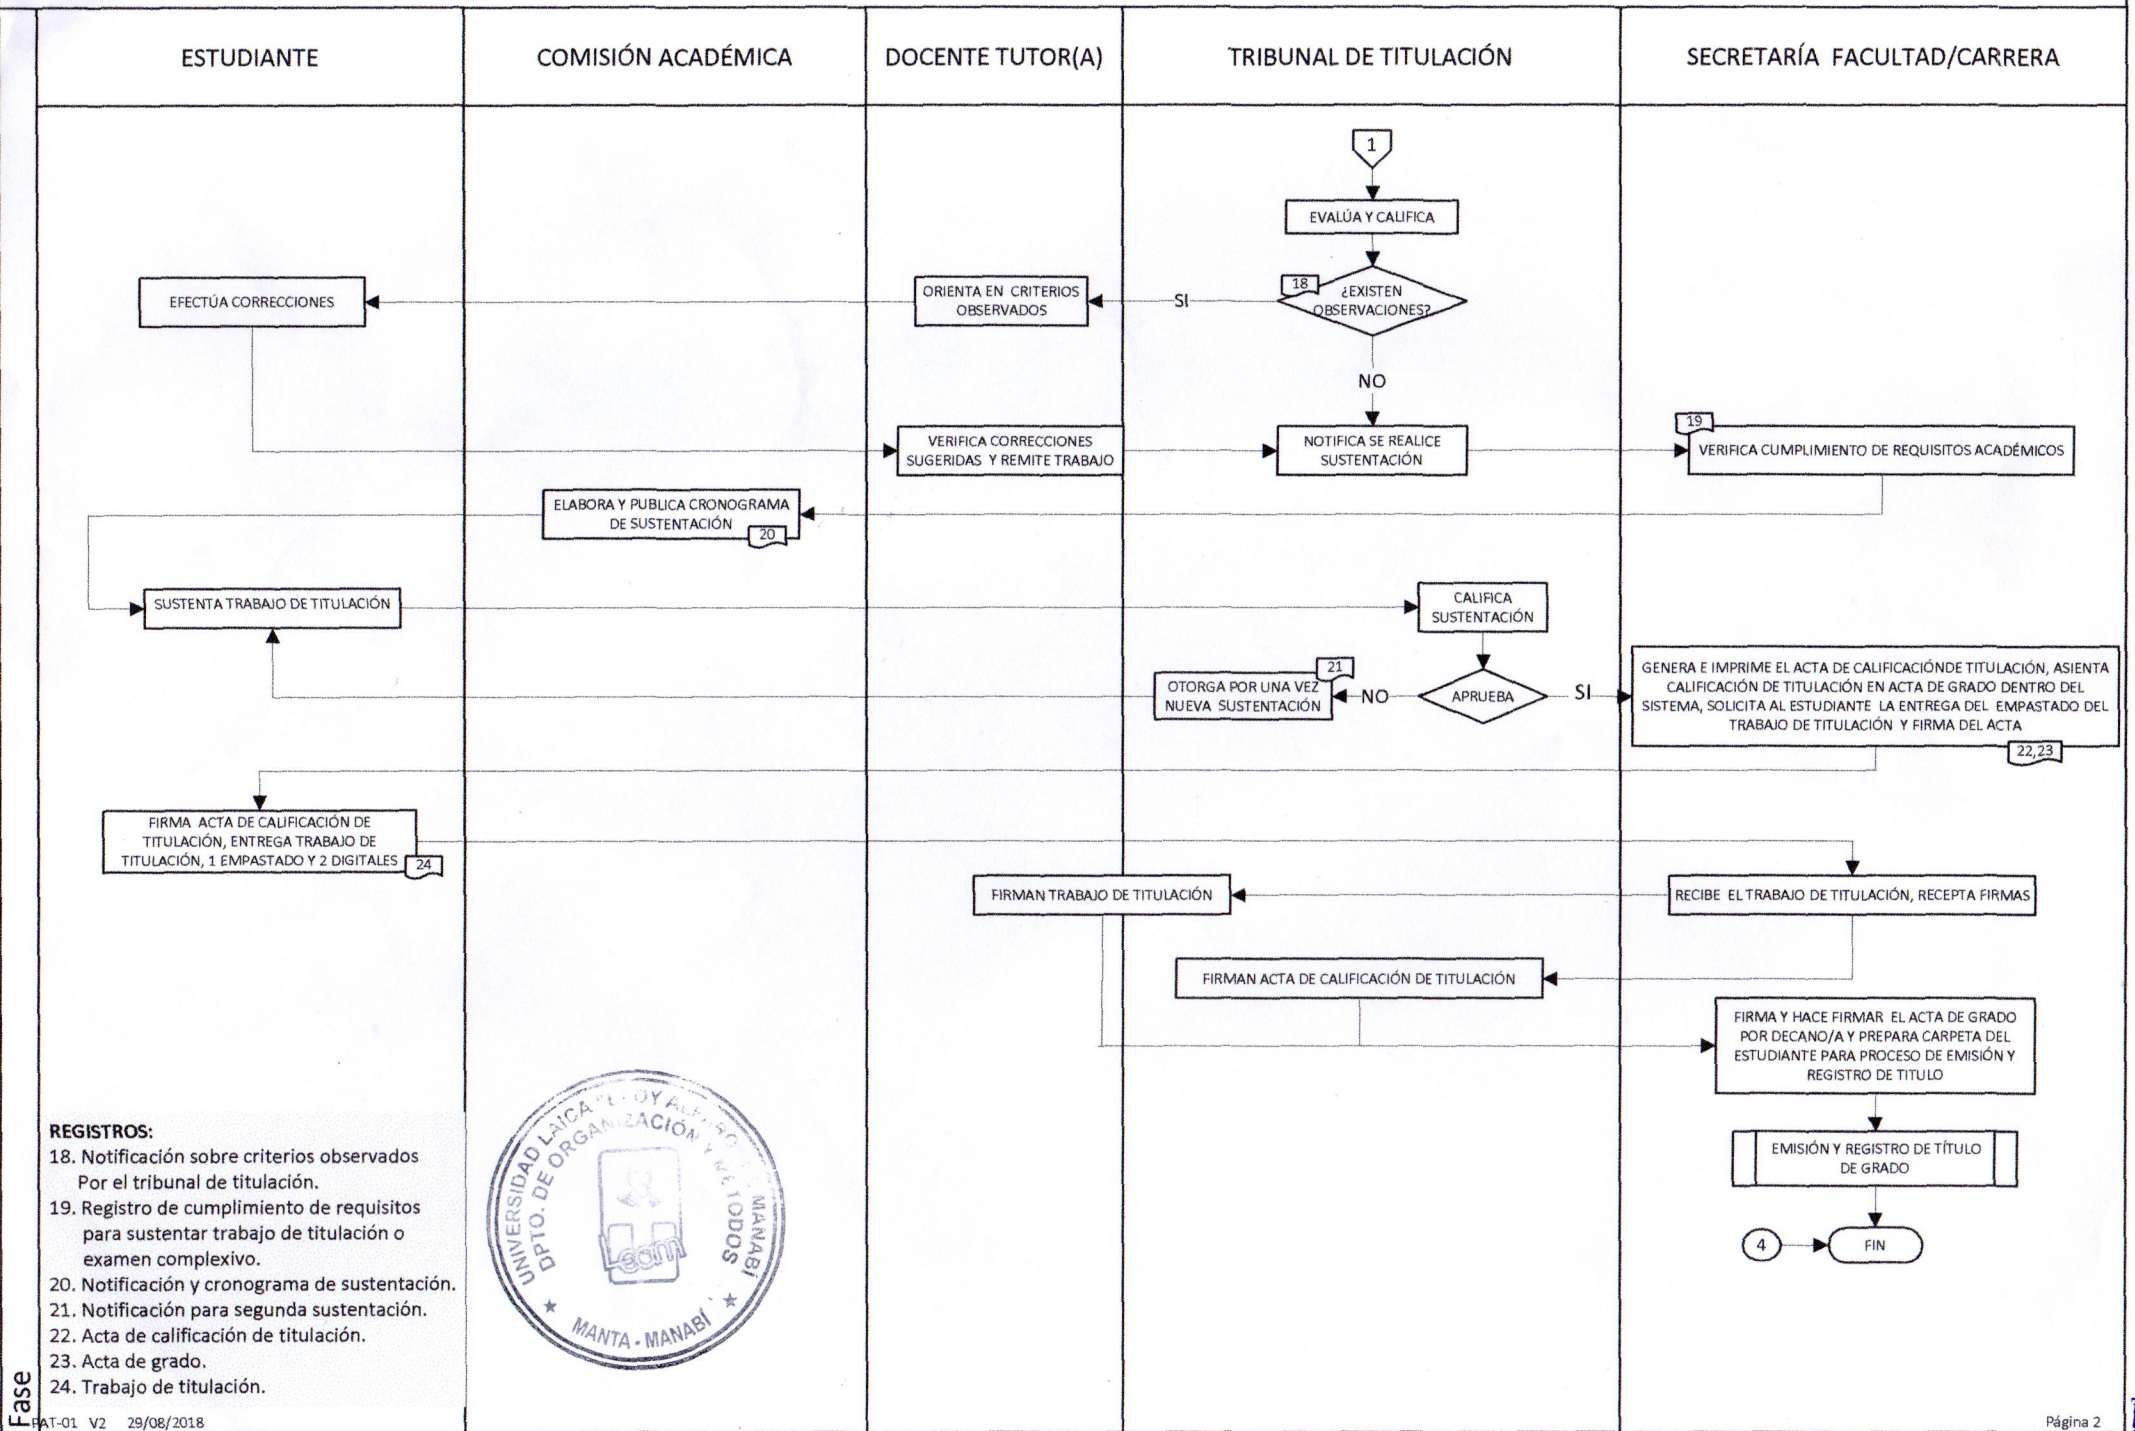 ESTUDIANTE
COMISIÓN ACADÉMICA
DOCENTE TUTOR(A)
TRIBUNAL DE TITULACIÓN
SECRETARÍA FACULTAD/CARRERA
1
EVALÚA Y CALIFICA
18
¿EXISTEN
OBSERVACIONES?
SI
ORIENTA EN CRITERIOS
OBSERVADOS
EFECTÚA CORRECCIONES
NO
VERIFICA CORRECCIONES
SUGERIDAS Y REMITE TRABAJO
NOTIFICA SE REALICE
SUSTENTACIÓN
19
VERIFICA CUMPLIMIENTO DE REQUISITOS ACADÉMICOS
ELABORA Y PUBLICA CRONOGRAMA
DE SUSTENTACIÓN
20
SUSTENTA TRABAJO DE TITULACIÓN
CALIFICA
SUSTENTACIÓN
21
OTORGA POR UNA VEZ
NUEVA SUSTENTACIÓN
NO
APRUEBA
SI
GENERA E IMPRIME EL ACTA DE CALIFICACIÓNDE TITULACIÓN, ASIENTA
CALIFICACIÓN DE TITULACIÓN EN ACTA DE GRADO DENTRO DEL
SISTEMA, SOLICITA AL ESTUDIANTE LA ENTREGA DEL EMPASTADO DEL
TRABAJO DE TITULACIÓN Y FIRMA DEL ACTA
22,23
FIRMA ACTA DE CALIFICACIÓN DE
TITULACIÓN, ENTREGA TRABAJO DE
TITULACIÓN, 1 EMPASTADO Y 2 DIGITALES
24
FIRMAN TRABAJO DE TITULACIÓN
RECIBE EL TRABAJO DE TITULACIÓN, RECEPTA FIRMAS
FIRMAN ACTA DE CALIFICACIÓN DE TITULACIÓN
FIRMA Y HACE FIRMAR EL ACTA DE GRADO
POR DECANO/A Y PREPARA CARPETA DEL
ESTUDIANTE PARA PROCESO DE EMISIÓN Y
REGISTRO DE TITULO
EMISIÓN Y REGISTRO DE TÍTULO
DE GRADO
4
FIN
REGISTROS:
18. Notificación sobre criterios observados
Por el tribunal de titulación.
19. Registro de cumplimiento de requisitos
para sustentar trabajo de titulación o
examen complexivo.
20. Notificación y cronograma de sustentación.
21. Notificación para segunda sustentación.
22. Acta de calificación de titulación.
23. Acta de grado.
24. Trabajo de titulación.
UNIVERSIDAD LAICA MANABÍ
DPTO. DE ORGANIZACIÓN Y METODOS
MANTA - MANABÍ
Fase
PAT-01 V2 29/08/2018
Página 2